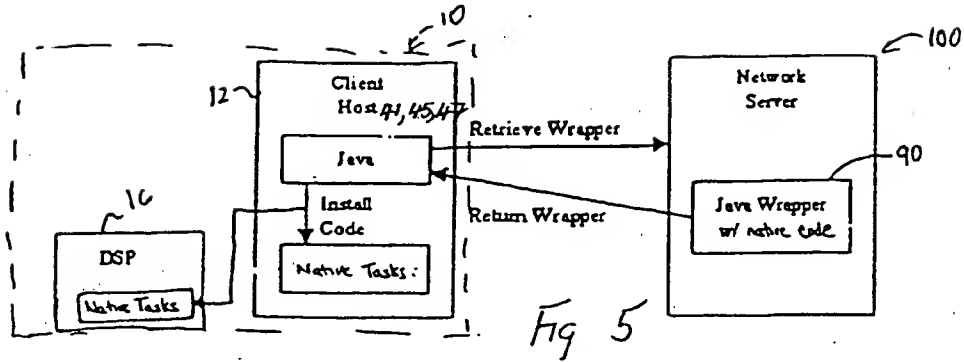 10
100
12
Client
Host 41, 45, 47
Network
Server
Retrieve Wrapper
Java
90
Java Wrapper
w/ native code
Install
Code
Return Wrapper
16
DSP
Native Tasks
Native Tasks:
Fig 5